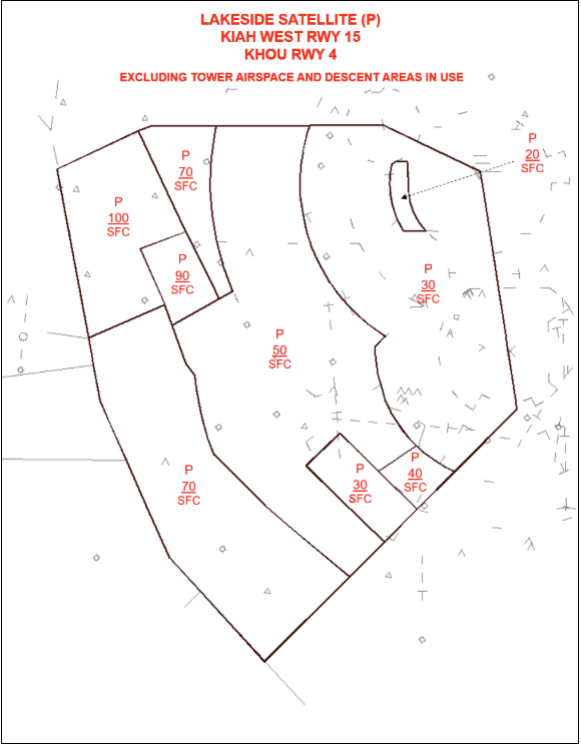 LAKESIDE SATELLITE (P)
KIAH WEST RWY 15
KHOU RWY 4
EXCLUDING TOWER AIRSPACE AND DESCENT AREAS IN USE
P
20
SFC
P
70
SFC
P
100
SFC
P
90
SFC
P
30
SFC
P
50
SFC
P
70
SFC
P
30
SFC
P
40
SFC